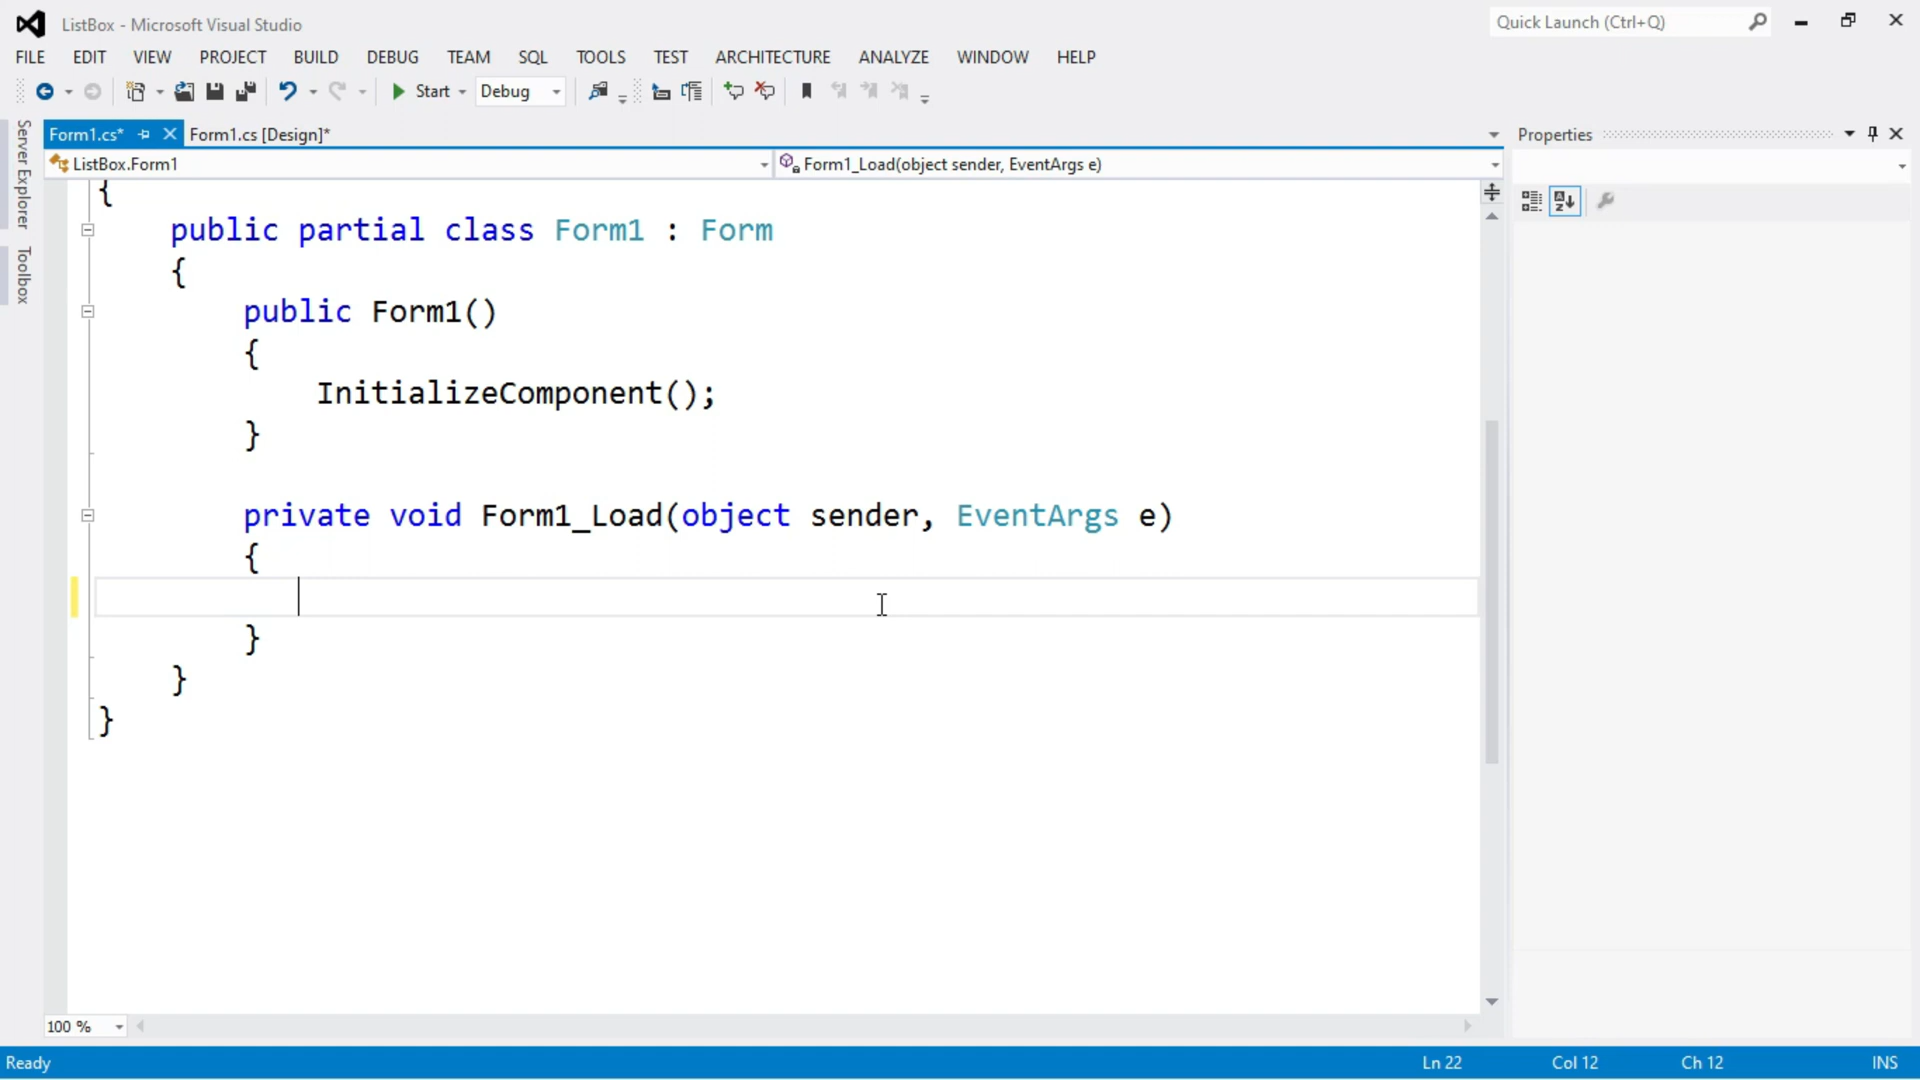 ListBox - Microsoft Visual Studio
Quick Launch (Ctrl+Q)
FILE EDIT VIEW PROJECT BUILD DEBUG TEAM SQL TOOLS TEST ARCHITECTURE ANALYZE WINDOW HELP
Start Debug
Server Explorer
Toolbox
Form1.cs* Form1.cs [Design]*
Properties
ListBox.Form1
Form1_Load(object sender, EventArgs e)
{
public partial class Form1 : Form
{
public Form1()
{
InitializeComponent();
}
private void Form1_Load(object sender, EventArgs e)
{
}
}
}
100 %
Ready
Ln 22 Col 12 Ch 12 INS